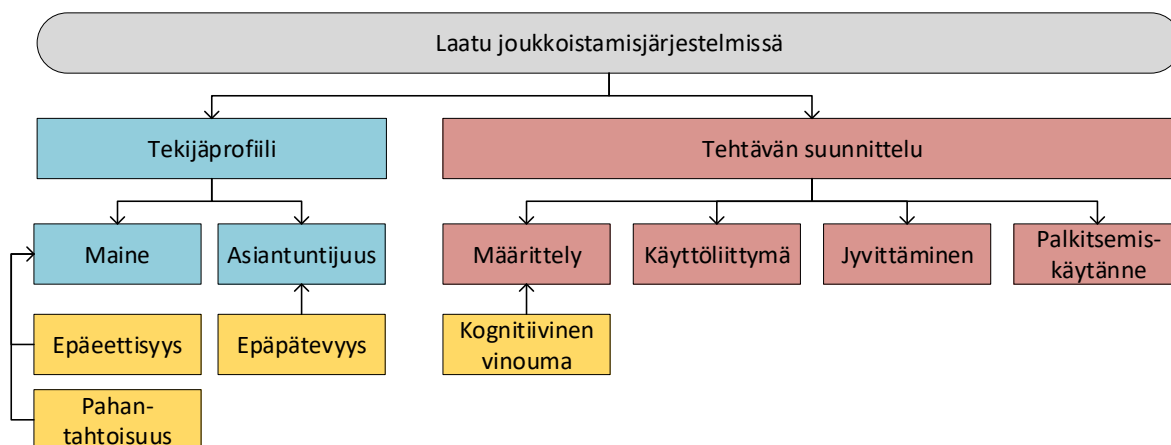 Laatu joukkoistamisjärjestelmissä
Tekijäprofiili
Tehtävän suunnittelu
Maine
Asiantuntijuus
Määrittely
Käyttöliittymä
Jyvittäminen
Palkitsemis-
käytänne
Epäeettisyys
Epäpätevyys
Kognitiivinen
vinouma
Pahan-
tahtoisuus